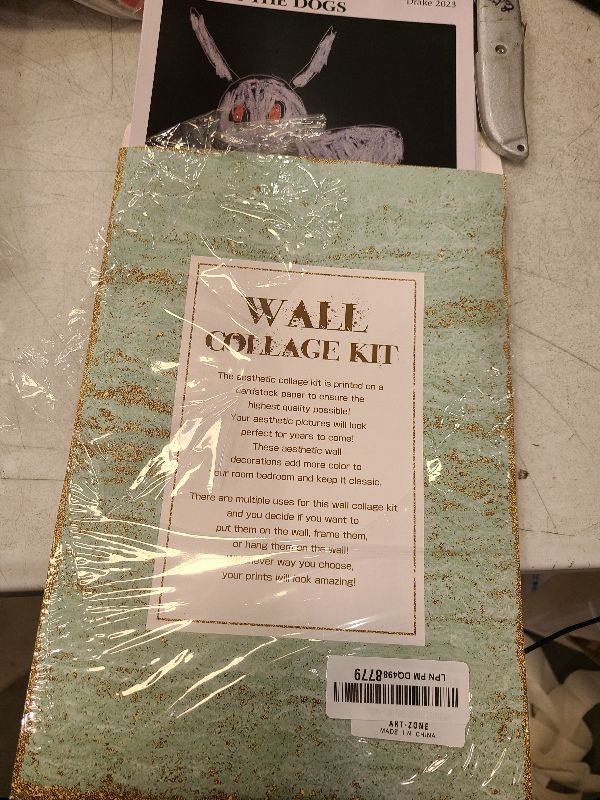 THE DOGS
Drake 2023
WALL
COLLAGE KIT
The aesthetic collage kit is printed on a
cardstock paper to ensure the
highest quality possible!
Your aesthetic pictures will look
perfect for years to come!
These aesthetic wall
decorations add more color to
our room bedroom and keep it classic.
There are multiple uses for this wall collage kit
and you decide if you want to
put them on the wall, frame them,
or hang them on the wall!
way you choose,
your prints will look amazing!
LPN PM DQ498 8779
ART-ZONE
MADE IN CHINA